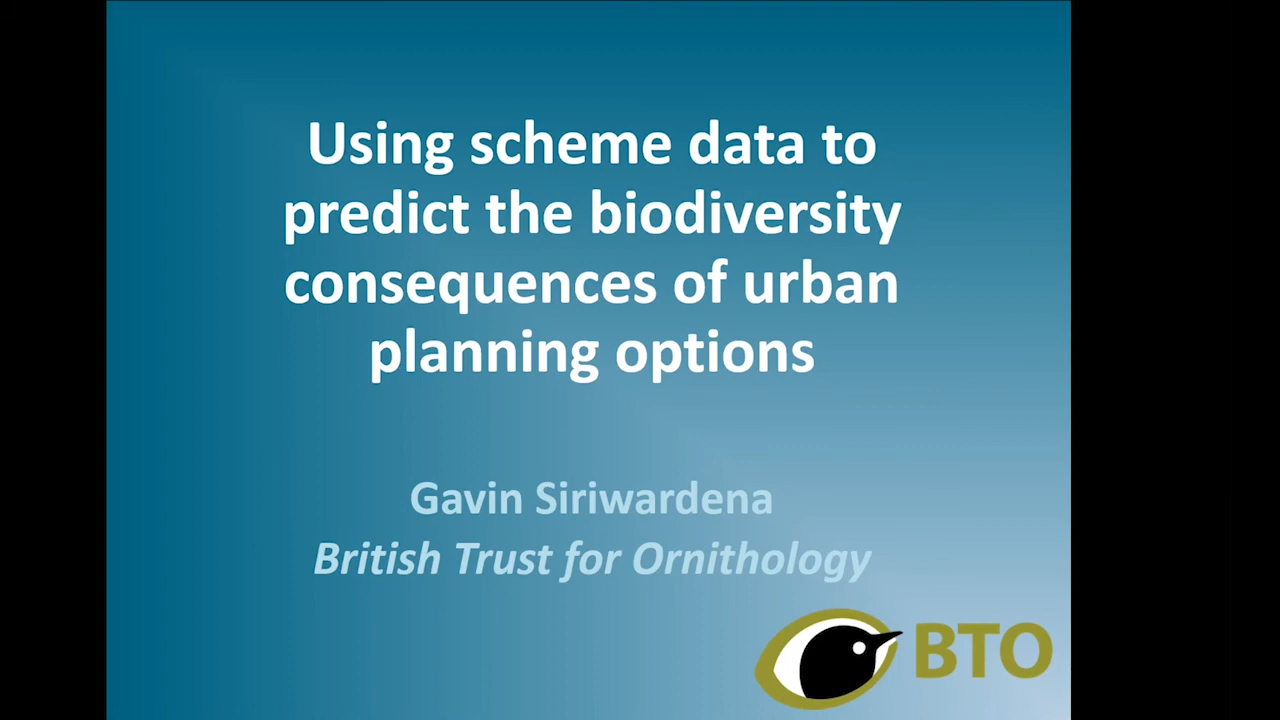 Using scheme data to
predict the biodiversity
consequences of urban
planning options
Gavin Siriwardena
British Trust for Ornithology
BTO